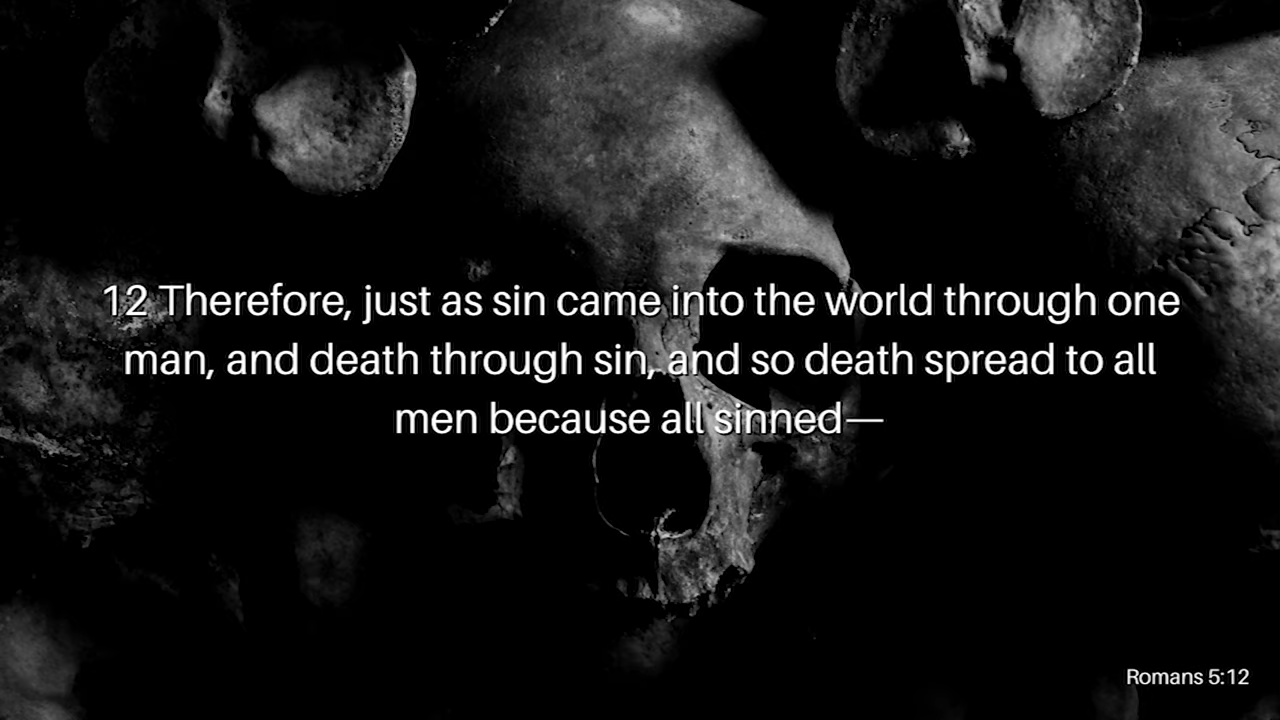 12 Therefore, just as sin came into the world through one
man, and death through sin, and so death spread to all
men because all sinned—
Romans 5:12